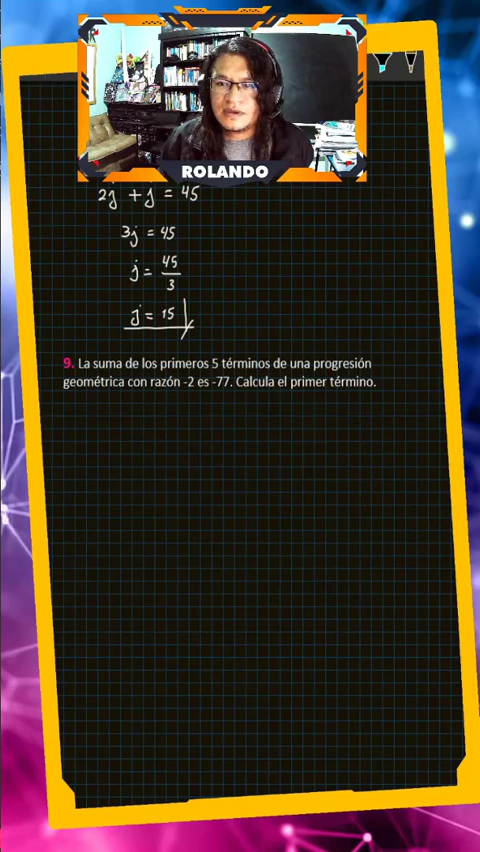 ROLANDO
2j + j = 45
3j = 45
j = 45/3
j = 15
9. La suma de los primeros 5 términos de una progresión
geométrica con razón -2 es -77. Calcula el primer término.